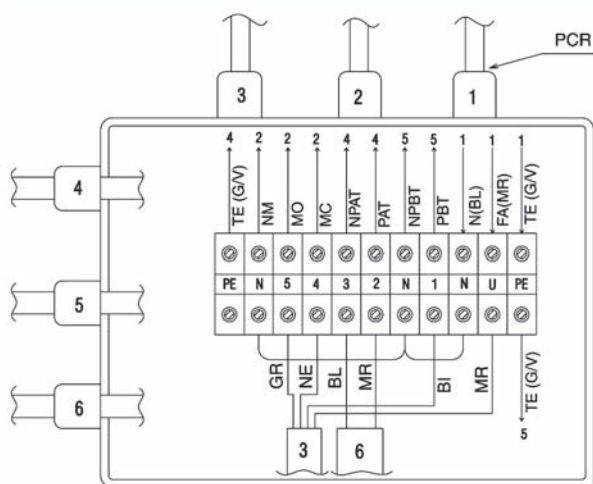 PCR
3
2
1
4 2 2 2 4 4 5 5 1 1 1
TE (G/V)
NM
MO
MC
NPAT
PAT
NPBT
PBT
N(BL)
FA(MR)
TE (G/V)
4
5
6
PE N 5 4 3 2 N 1 N U PE
GR
NE
BL
MR
BI
MR
TE (G/V)
5
3
6